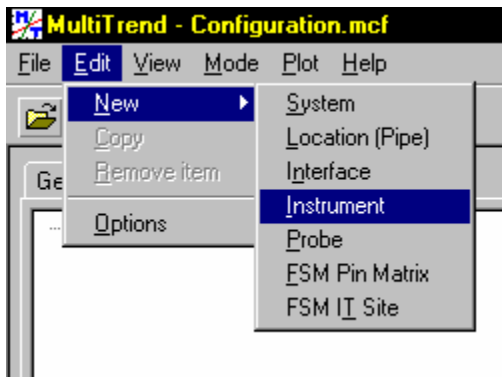 MultiTrend - Configuration.mcf
File Edit View Mode Plot Help
New
Copy
Remove item
Options
System
Location (Pipe)
Interface
Instrument
Probe
FSM Pin Matrix
FSM IT Site
Ge